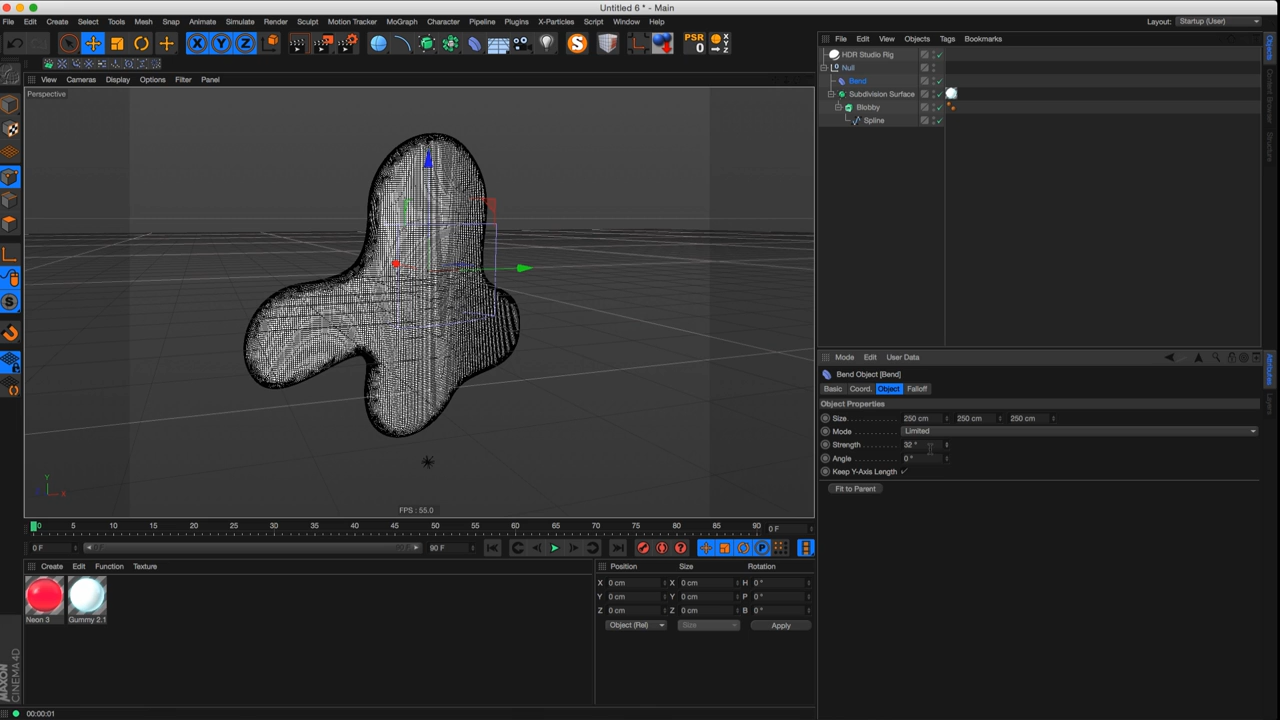 Untitled 6 * - Main
File Edit Create Select Tools Mesh Snap Animate Simulate Render Sculpt Motion Tracker MoGraph Character Pipeline Plugins X-Particles Script Window Help Layout: Startup (User)
X Y Z PSR 0
View Cameras Display Options Filter Panel
Perspective
FPS : 55.0
Y
X
File Edit View Objects Tags Bookmarks
HDR Studio Rig
Null
Bend
Subdivision Surface
Blobby
Spline
Objects
Content Browser
Structure
Mode Edit User Data
Bend Object [Bend]
Basic Coord. Object Falloff
Object Properties
Size 250 cm 250 cm 250 cm
Mode Limited
Strength 32 °
Angle 0 °
Keep Y-Axis Length
Fit to Parent
Attributes
Layers
0 5 10 15 20 25 30 35 40 45 50 55 60 65 70 75 80 85 90 0 F
0 F 90 F
Create Edit Function Texture
Neon 3 Gummy 2.1
Position Size Rotation
X 0 cm X 0 cm H 0 °
Y 0 cm Y 0 cm P 0 °
Z 0 cm Z 0 cm B 0 °
Object (Rel) Size Apply
MAXON
CINEMA 4D
00:00:01